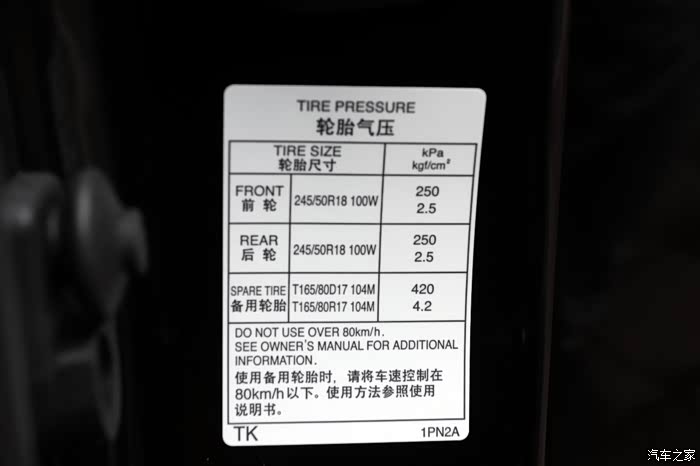 TIRE PRESSURE
轮胎气压
TIRE SIZE
轮胎尺寸
kPa
kgf/cm²
FRONT
前 轮
245/50R18 100W
250
2.5
REAR
后 轮
245/50R18 100W
250
2.5
SPARE TIRE
备用轮胎
T165/80D17 104M
T165/80R17 104M
420
4.2
DO NOT USE OVER 80km/h.
SEE OWNER'S MANUAL FOR ADDITIONAL
INFORMATION.
使用备用轮胎时，请将车速控制在
80km/h以下。使用方法参照使用
说明书。
TK
1PN2A
汽车之家